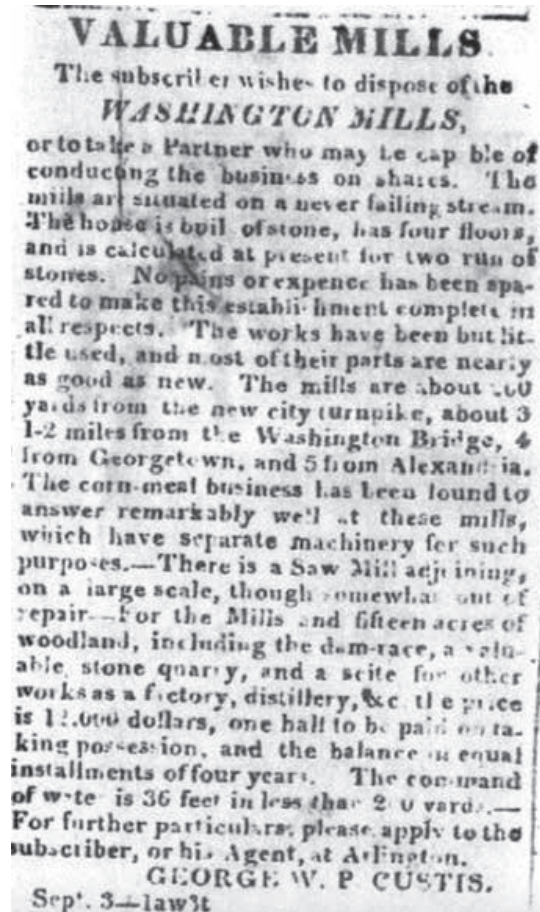 VALUABLE MILLS
The subscriber wishes to dispose of the
WASHINGTON MILLS,
or to take a Partner who may be capable of
conducting the business on shares. The
mills are situated on a never failing stream.
The house is buil of stone, has four floors,
and is calculated at present for two run of
stones. No pains or expence has been spa-
red to make this establishment complete in
all respects. The works have been but lit-
tle used, and most of their parts are nearly
as good as new. The mills are about
yards from the new city turnpike, about 3
1-2 miles from the Washington Bridge, 4
from Georgetown, and 5 from Alexandria.
The corn-meal business has been found to
answer remarkably well at these mills,
which have separate machinery for such
purposes.—There is a Saw Mill adjoining,
on a large scale, though somewhat out of
repair—For the Mills and fifteen acres of
woodland, including the dam-race, a valu-
able stone quarry, and a scite for other
works as a factory, distillery, &c. the price
is dollars, one half to be paid on ta-
king possession, and the balance in equal
installments of four years. The command
of water is 36 feet in less than yards.—
For further particulars, please apply to the
subscriber, or his Agent, at Arlington.
GEORGE W. P. CUSTIS.
Sept. 3—law3t